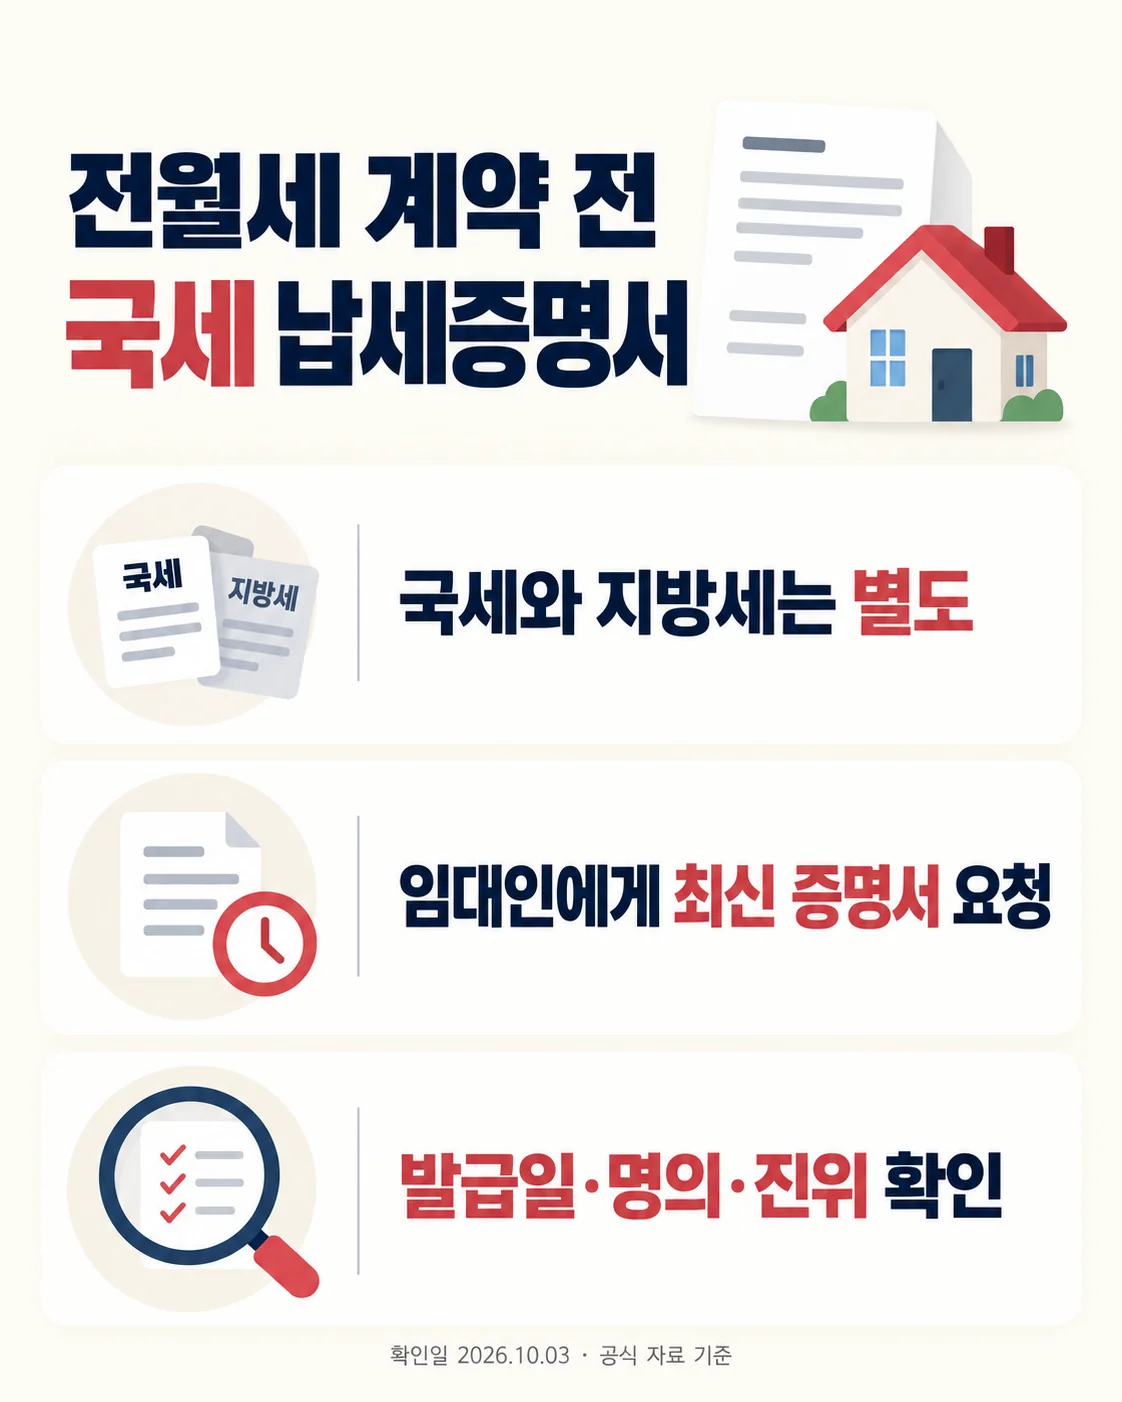 전월세 계약 전
국세 납세증명서
국세
지방세
국세와 지방세는 별도
임대인에게 최신 증명서 요청
발급일·명의·진위 확인
확인일 2026.10.03 · 공식 자료 기준